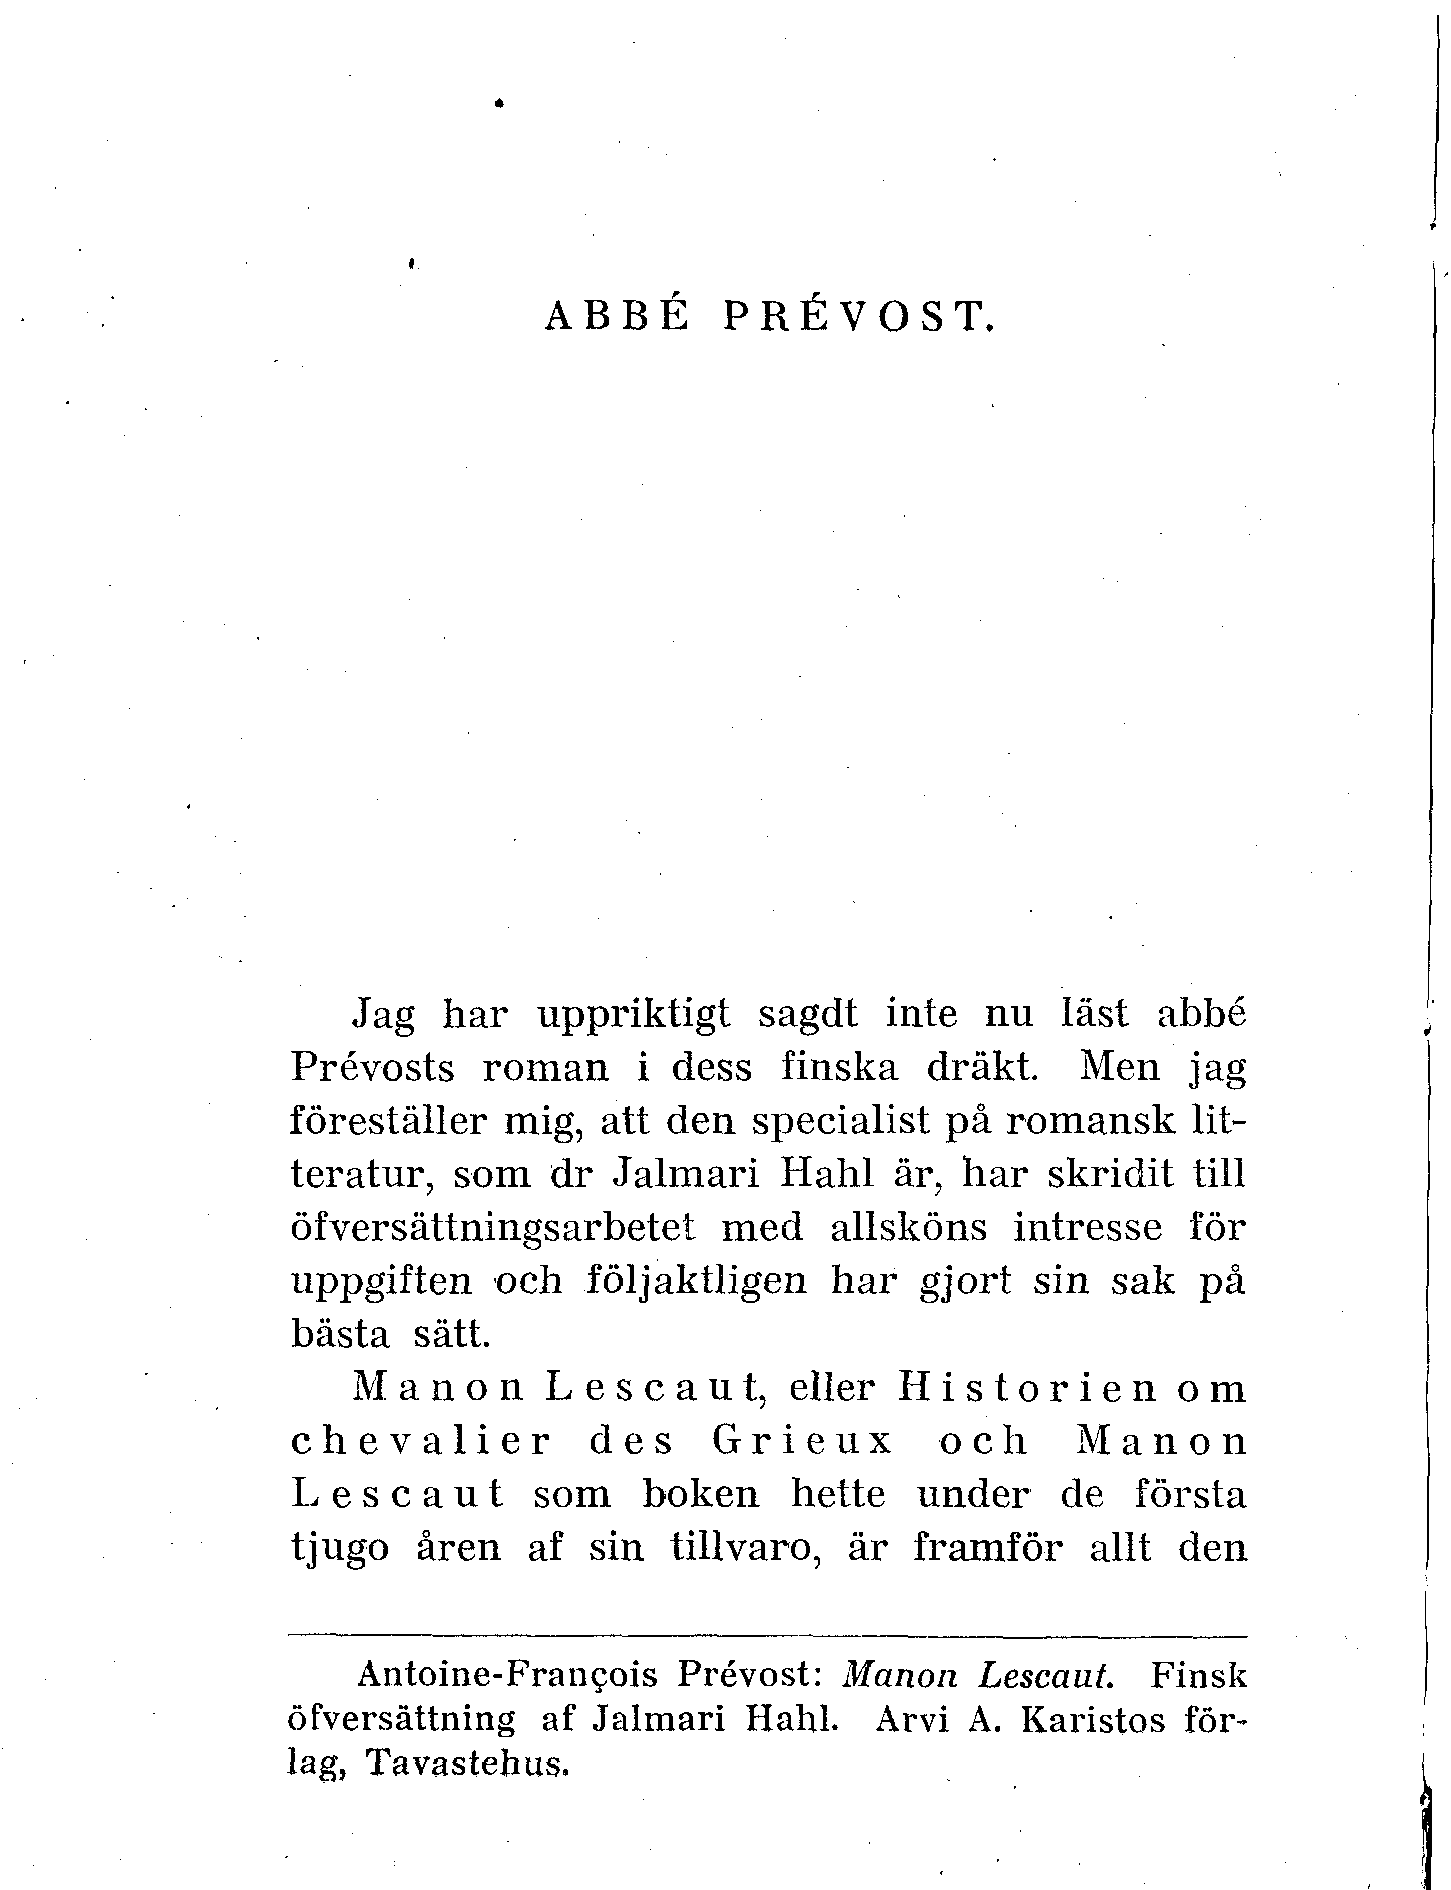 ABBÉ PRÉVOST.
Jag har uppriktigt sagdt inte nu läst abbé
Prévosts roman i dess finska dräkt. Men jag
föreställer mig, att den specialist på romansk lit-
teratur, som dr Jalmari Hahl är, har skridit till
öfversättningsarbetet med allsköns intresse för
uppgiften och följaktligen har gjort sin sak på
bästa sätt.
Manon Lescaut, eller Historien om
chevalier des Grieux och Manon
Lescaut som boken hette under de första
tjugo åren af sin tillvaro, är framför allt den
Antoine-François Prévost: Manon Lescaut. Finsk
öfversättning af Jalmari Hahl. Arvi A. Karistos för-
lag, Tavastehus.